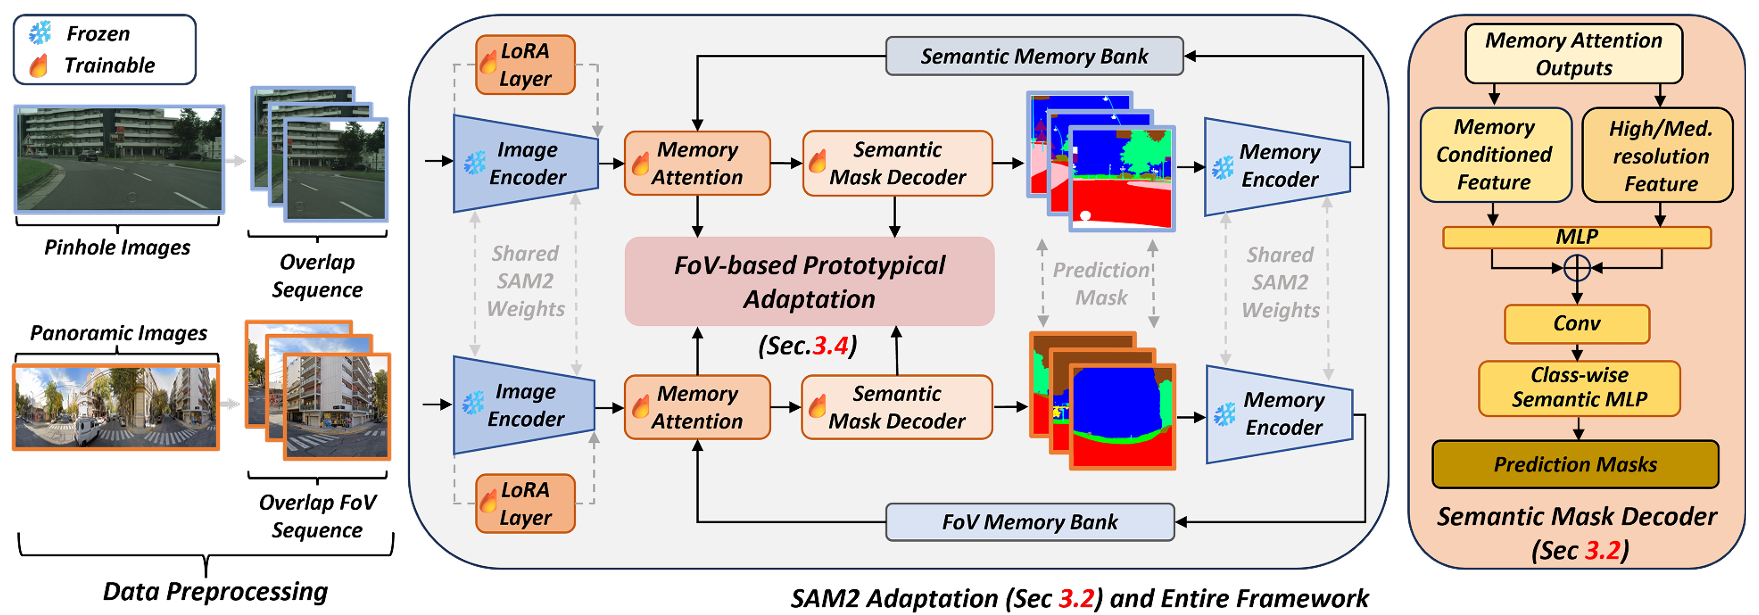 Frozen
Trainable
Pinhole Images
Overlap
Sequence
Panoramic Images
Overlap FoV
Sequence
Data Preprocessing
LoRA
Layer
Image
Encoder
Memory
Attention
Semantic
Mask Decoder
Semantic Memory Bank
Memory
Encoder
Shared
SAM2
Weights
FoV-based Prototypical
Adaptation
(Sec.3.4)
Prediction
Mask
Shared
SAM2
Weights
Image
Encoder
Memory
Attention
Semantic
Mask Decoder
Memory
Encoder
LoRA
Layer
FoV Memory Bank
SAM2 Adaptation (Sec 3.2) and Entire Framework
Memory Attention
Outputs
Memory
Conditioned
Feature
High/Med.
resolution
Feature
MLP
Conv
Class-wise
Semantic MLP
Prediction Masks
Semantic Mask Decoder
(Sec 3.2)